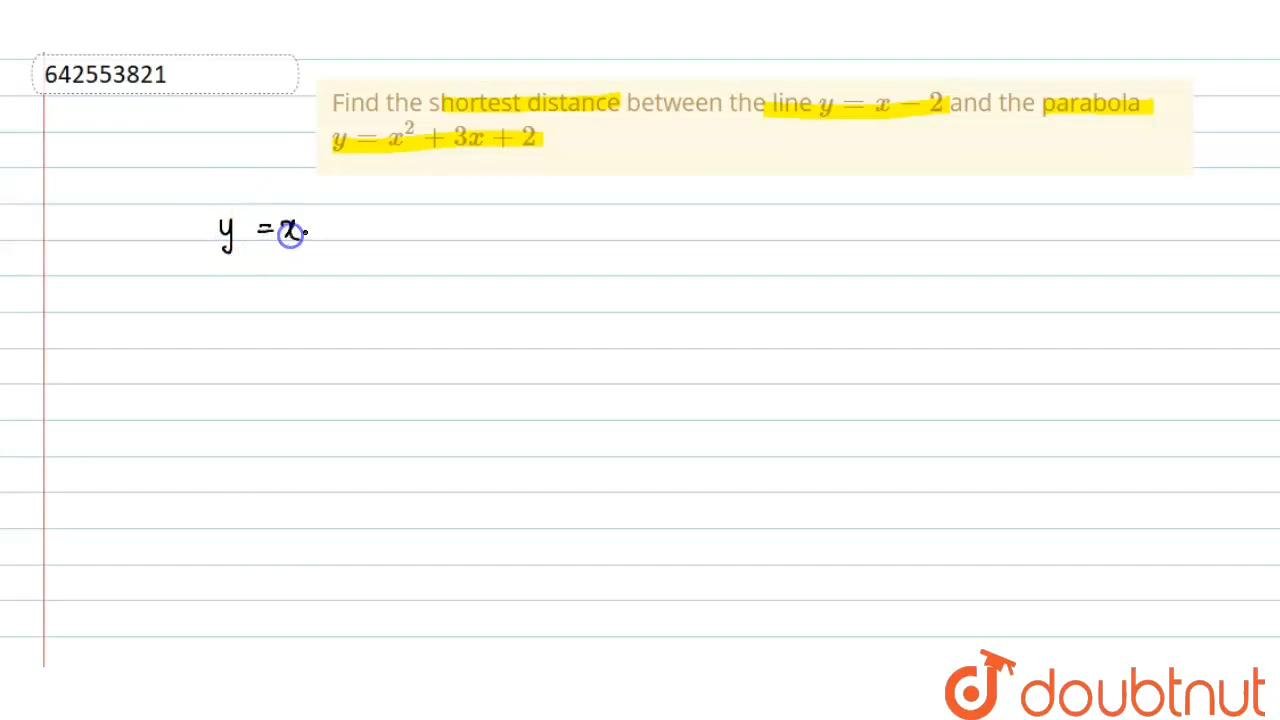 642553821
Find the shortest distance between the line y = x − 2 and the parabola
y = x² + 3x + 2
y = x
doubtnut